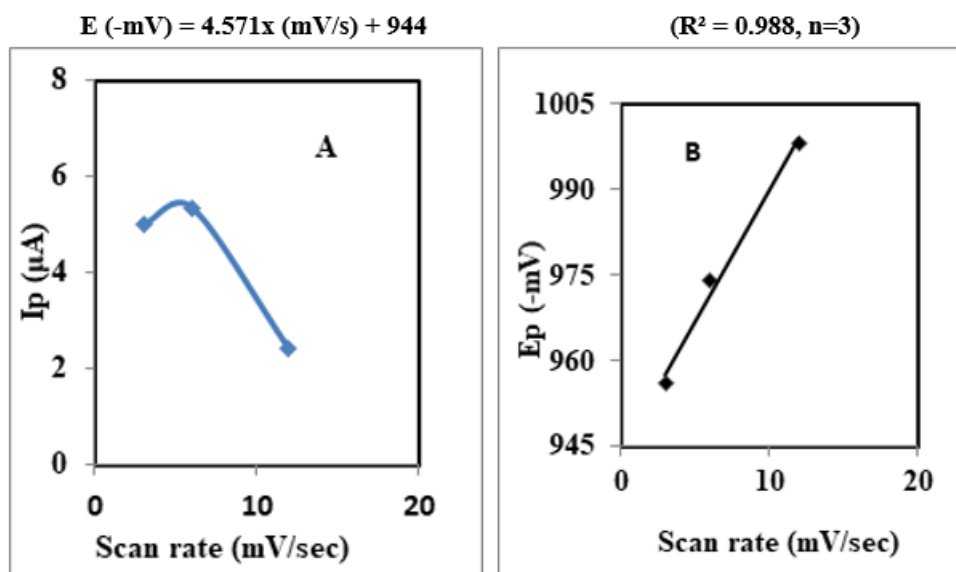 E (-mV) = 4.571x (mV/s) + 944
(R² = 0.988, n=3)
8
6
4
2
0
Ip (µA)
A
0 10 20
Scan rate (mV/sec)
1005
990
975
960
945
Ep (-mV)
B
0 10 20
Scan rate (mV/sec)